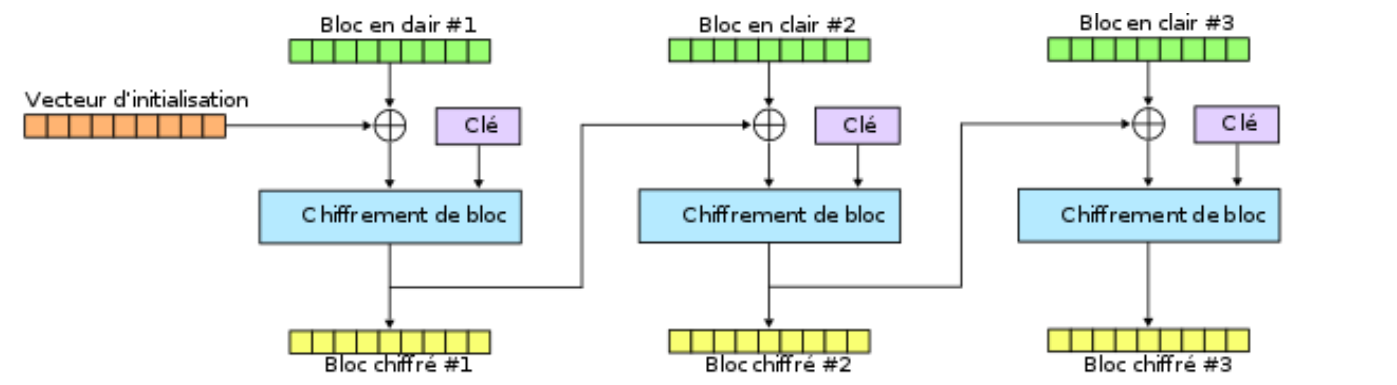 Bloc en dair #1
Bloc en clair #2
Bloc en clair #3
Vecteur d'initialisation
Clé
Clé
Clé
Chiffrement de bloc
Chiffrement de bloc
Chiffrement de bloc
Bloc chiffré #1
Bloc chiffré #2
Bloc chiffré #3